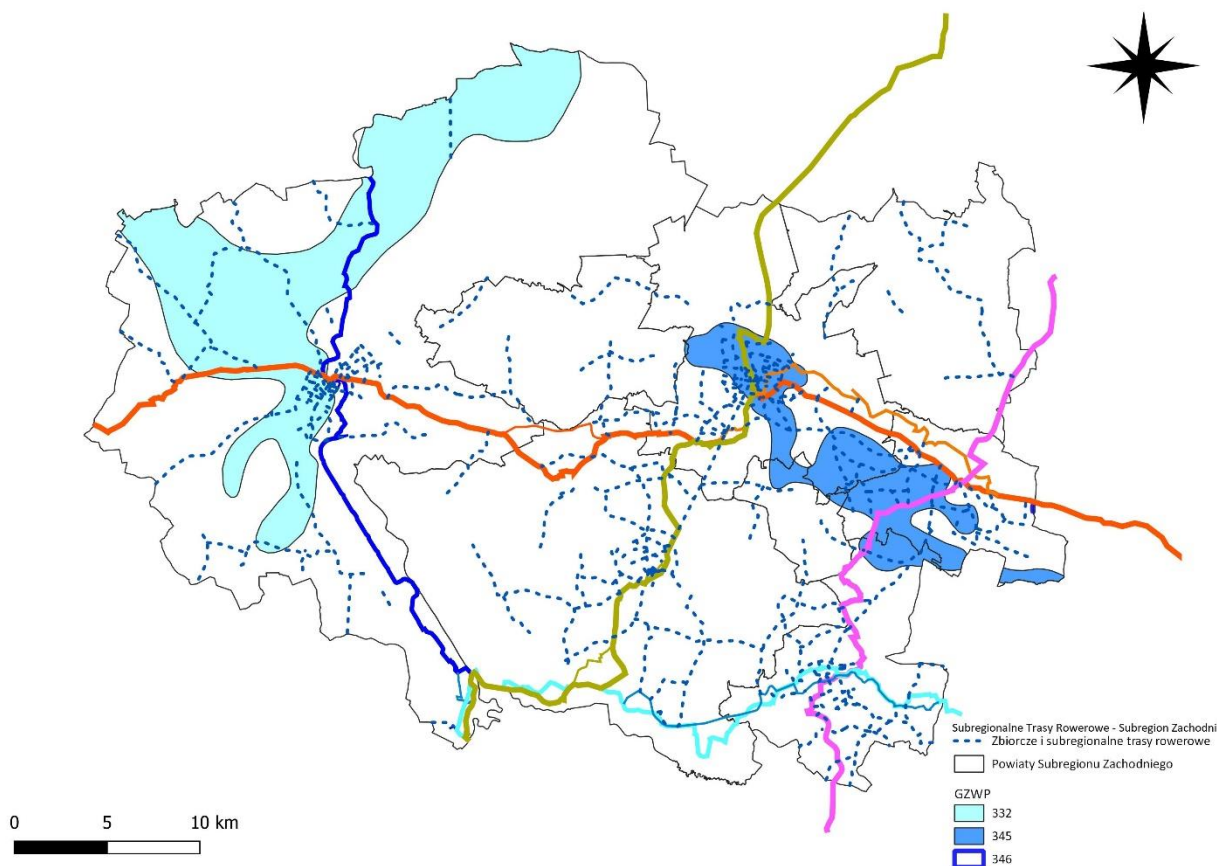 Subregionalne Trasy Rowerowe - Subregion Zachodni
Zbiorcze i subregionalne trasy rowerowe
Powiaty Subregionu Zachodniego
GZWP
332
345
346
0 5 10 km